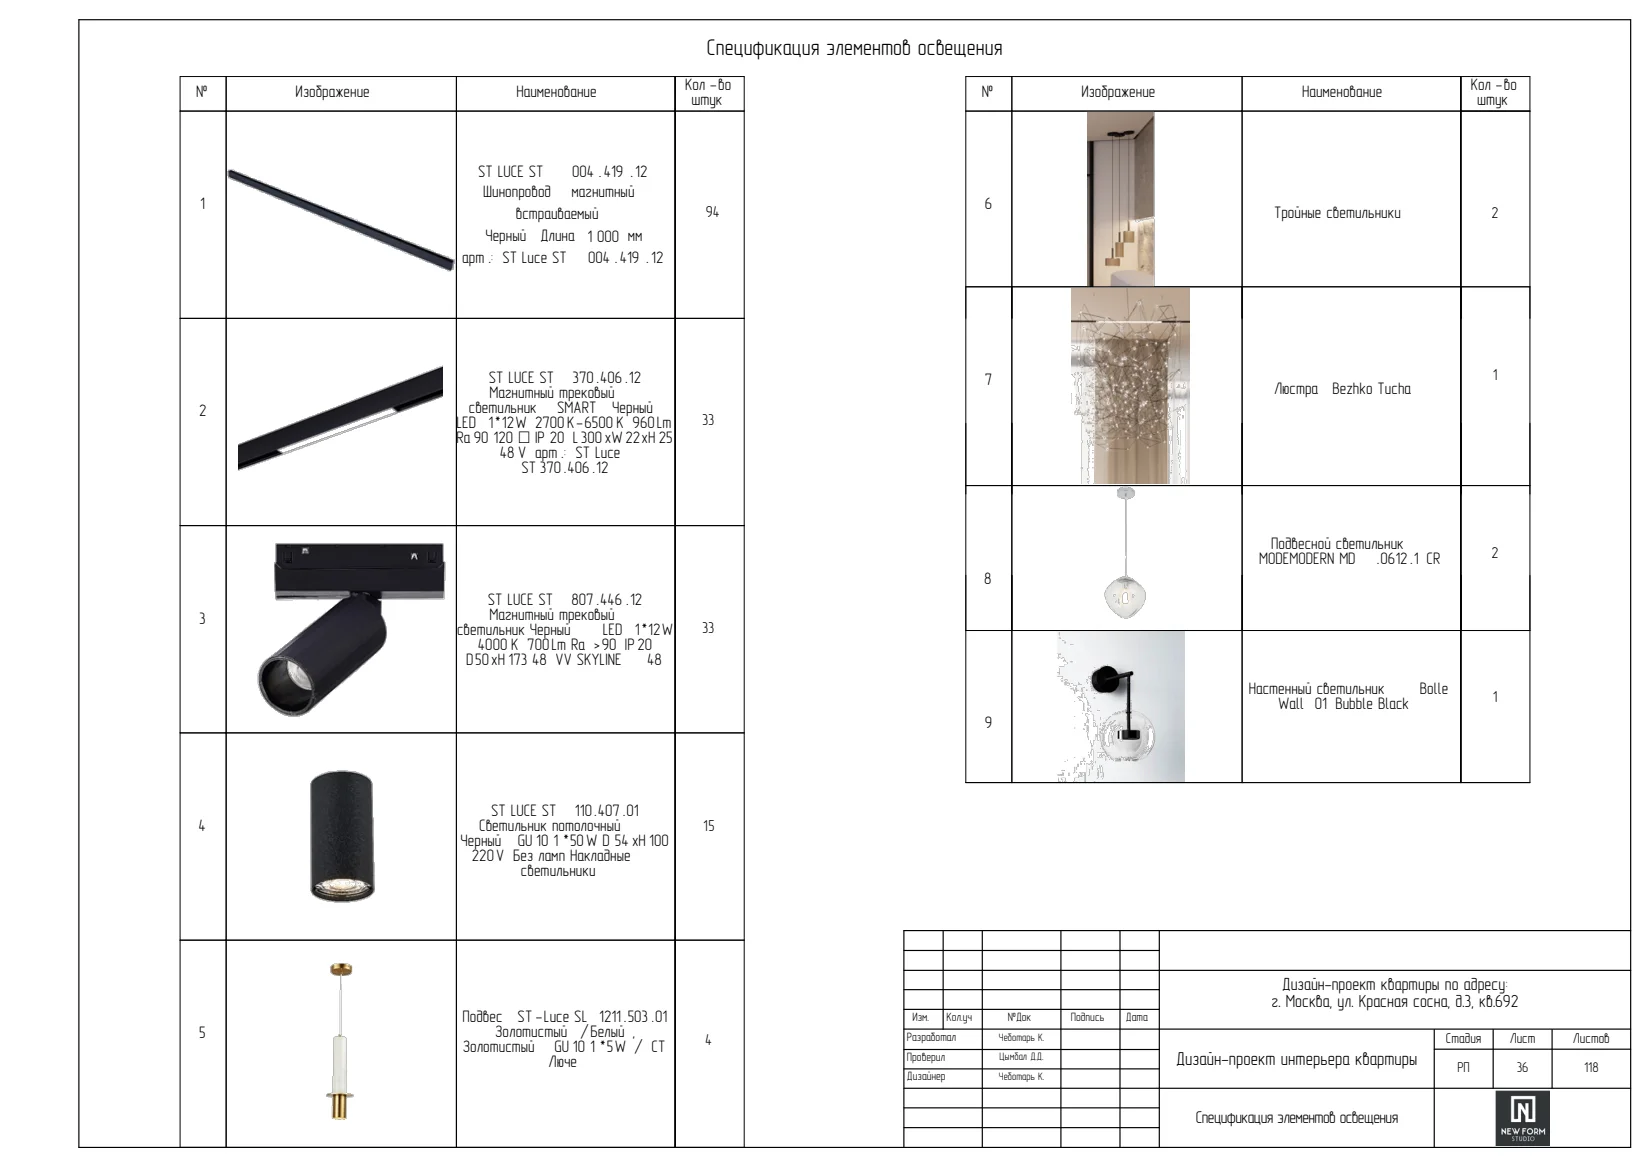 Спецификация элементов освещения
№ Изображение Наименование Кол-во
штук
1
ST LUCE ST 004.419.12
Шинопровод магнитный
встраиваемый
Черный Длина 1000 мм
арт.: ST Luce ST 004.419.12
94
2
ST LUCE ST 370.406.12
Магнитный трековый
светильник SMART Черный
LED 1*12W 2700K-6500K 960Lm
Ra 90 120 □ IP 20 L300xW22xH25
48 V арт.: ST Luce
ST 370.406.12
33
3
ST LUCE ST 807.446.12
Магнитный трековый
светильник Черный LED 1*12W
4000K 700Lm Ra >90 IP 20
D50xH173 48 VV SKYLINE 48
33
4
ST LUCE ST 110.407.01
Светильник потолочный
Черный GU10 1*50W D 54 xH100
220V Без ламп Накладные
светильники
15
5
Подвес ST-Luce SL 1211.503.01
Золотистый /Белый,
Золотистый GU10 1*5W / СТ
Люче
4
№ Изображение Наименование Кол-во
штук
6
Тройные светильники
2
7
Люстра Bezhko Tucha
1
8
Подвесной светильник
MODEMODERN MD .0612.1 CR
2
9
Настенный светильник Bolle
Wall 01 Bubble Black
1
Дизайн-проект квартиры по адресу:
г. Москва, ул. Красная сосна, д.3, кв.692
Изм. Кол.уч №Док Подпись Дата
Разработал Чеботарь К.
Проверил Цымбал Д.Д.
Дизайнер Чеботарь К.
Дизайн-проект интерьера квартиры
Стадия Лист Листов
РП 36 118
Спецификация элементов освещения
N
NEW FORM
STUDIO